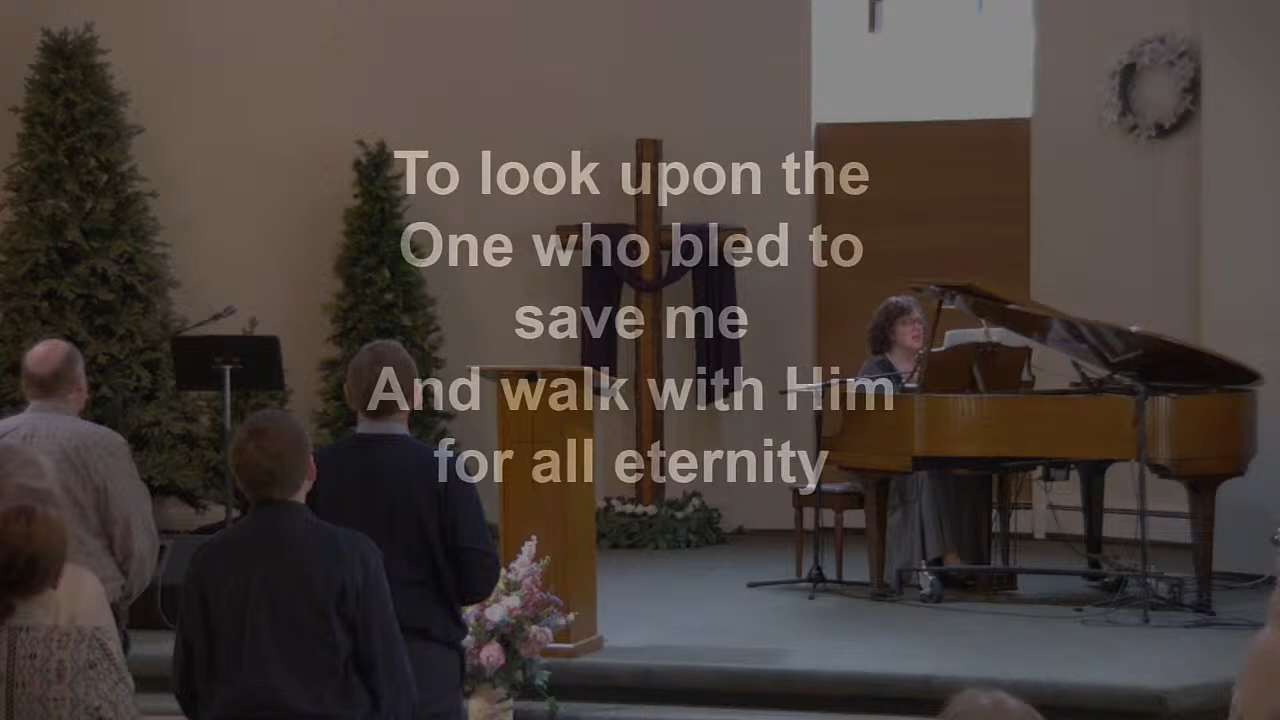 To look upon the
One who bled to
save me
And walk with Him
for all eternity